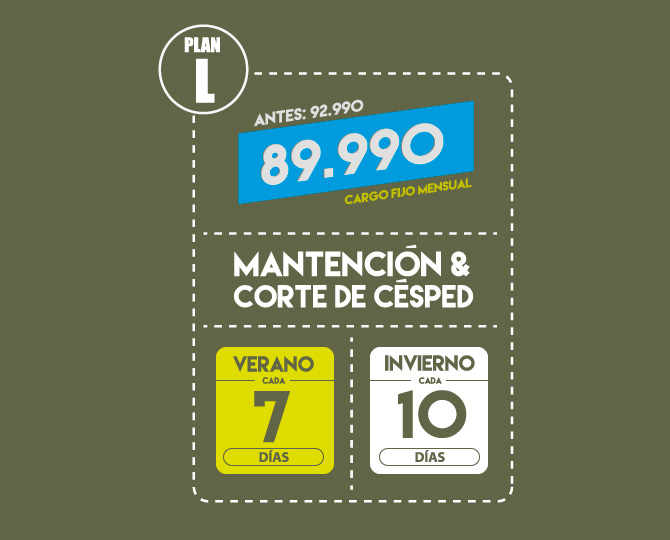 PLAN
L
ANTES: 92.990
89.990
CARGO FIJO MENSUAL
MANTENCIÓN &
CORTE DE CÉSPED
VERANO
CADA
7
DÍAS
INVIERNO
CADA
10
DÍAS